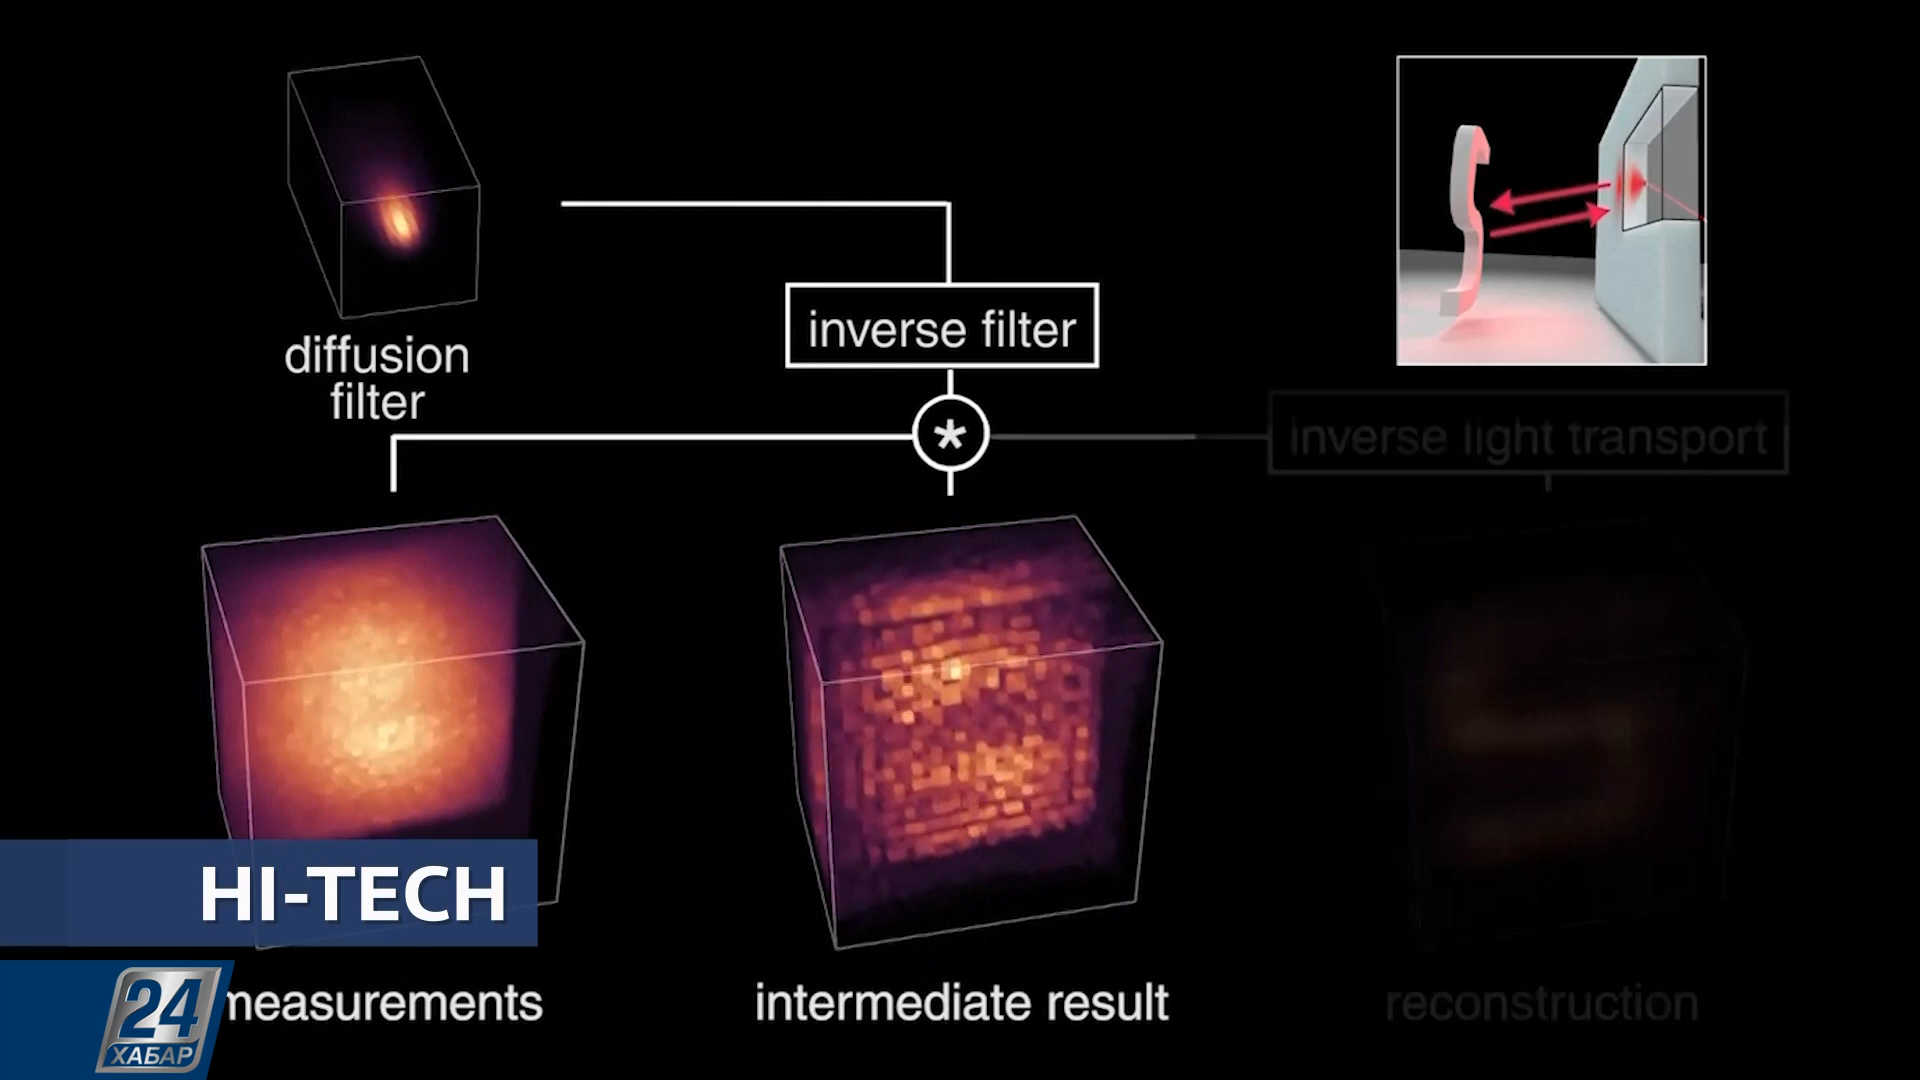 diffusion
filter
inverse filter
*
inverse light transport
HI-TECH
measurements
intermediate result
reconstruction
24
ХАБАР